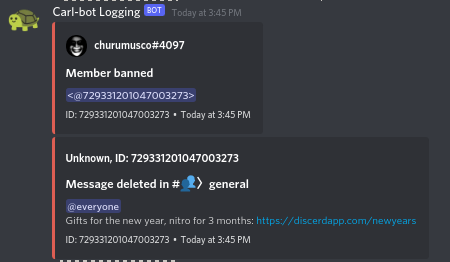 Carl-bot Logging BOT Today at 3:45 PM
churumusco#4097
Member banned
<@729331201047003273>
ID: 729331201047003273 • Today at 3:45 PM
Unknown, ID: 729331201047003273
Message deleted in #👥〉general
@everyone
Gifts for the new year, nitro for 3 months: https://discerdapp.com/newyears
ID: 729331201047003273 • Today at 3:45 PM